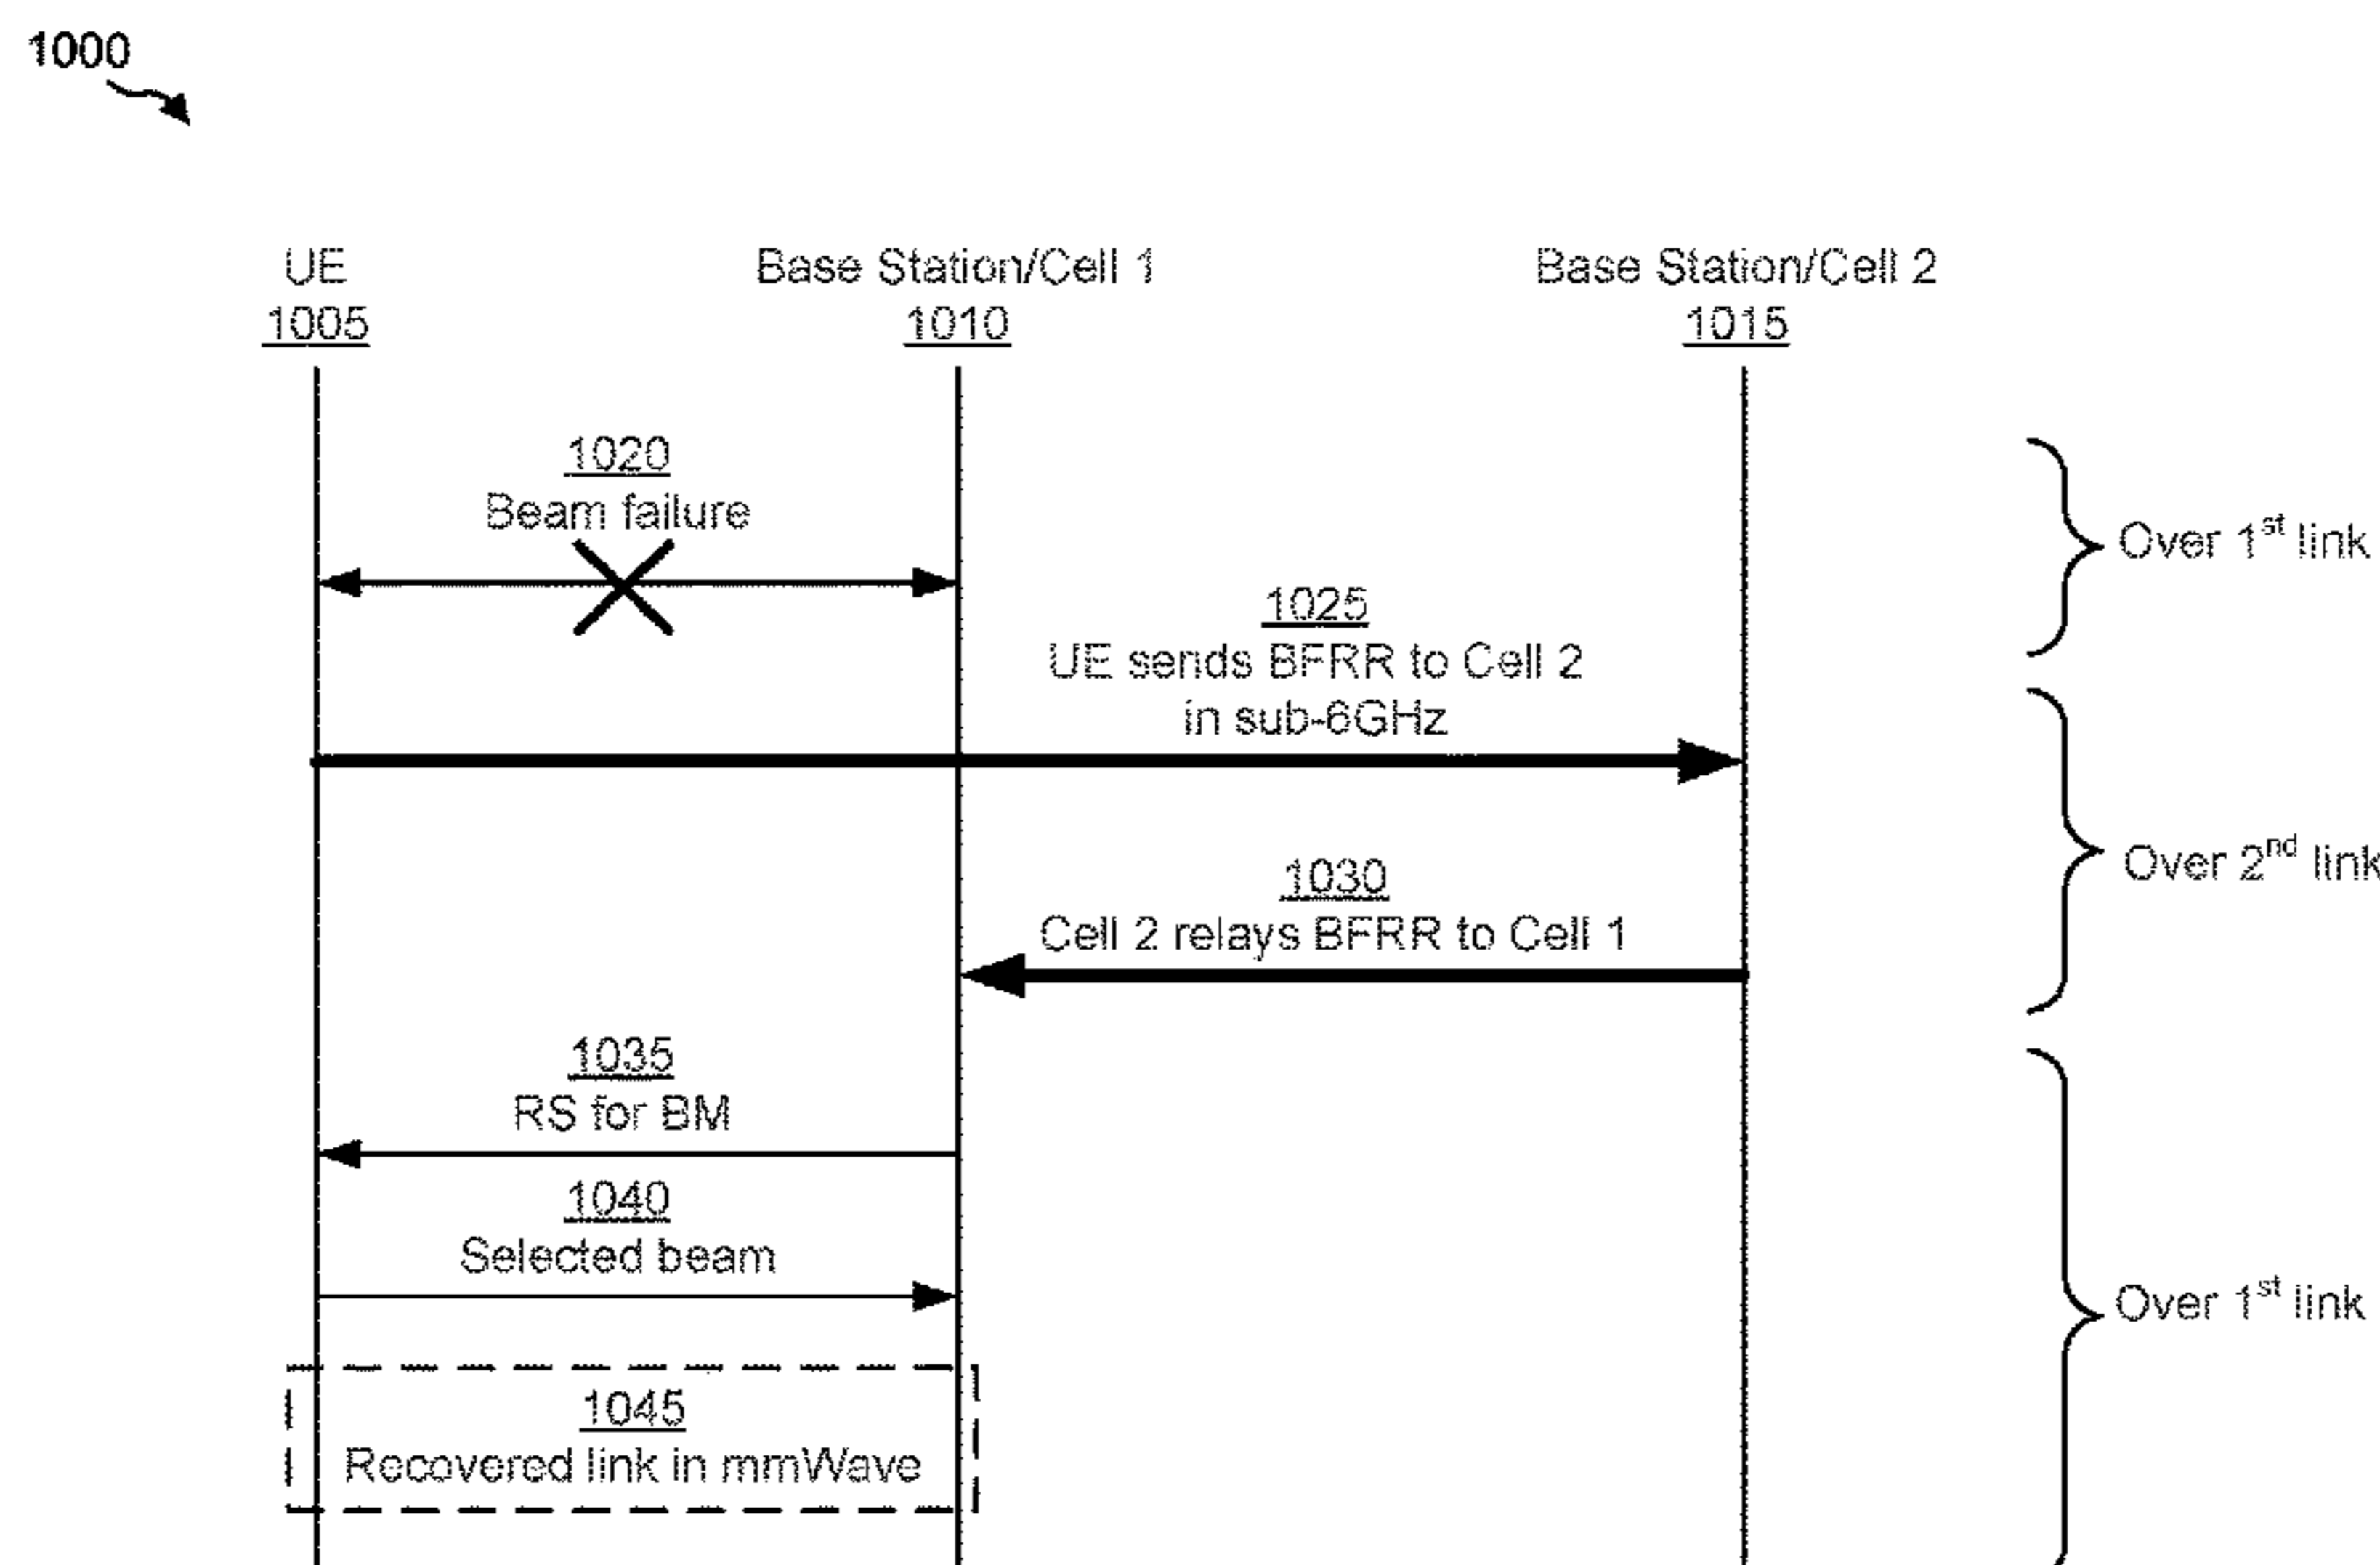 1000
UE
1005
Base Station/Cell 1
1010
Base Station/Cell 2
1015
1020
Beam failure
Over 1st link
1025
UE sends BFRR to Cell 2
in sub-6GHz
1030
Cell 2 relays BFRR to Cell 1
Over 2nd link
1035
RS for BM
1040
Selected beam
Over 1st link
1045
Recovered link in mmWave